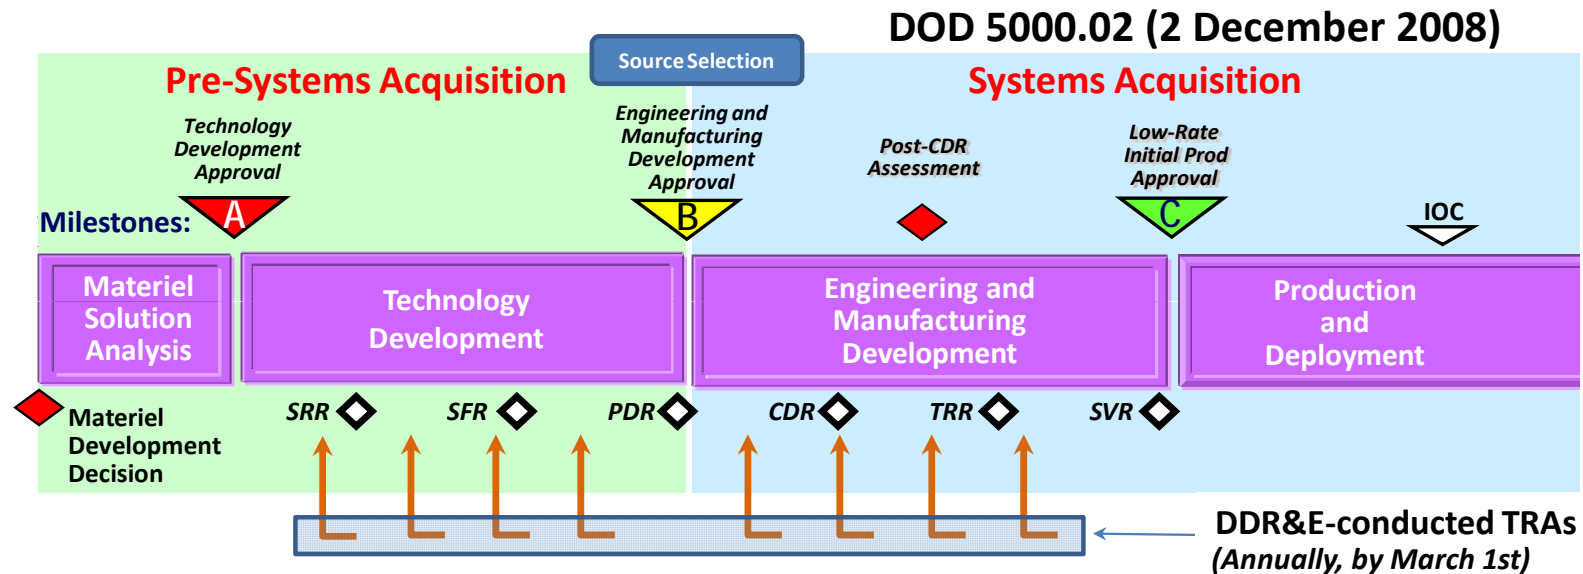 DOD 5000.02 (2 December 2008)
Source Selection
Pre-Systems Acquisition
Systems Acquisition
Technology
Development
Approval
Engineering and
Manufacturing
Development
Approval
Post-CDR
Assessment
Low-Rate
Initial Prod
Approval
Milestones:
A
B
C
IOC
Materiel
Solution
Analysis
Technology
Development
Engineering and
Manufacturing
Development
Production
and
Deployment
Materiel
Development
Decision
SRR
SFR
PDR
CDR
TRR
SVR
DDR&E-conducted TRAs
(Annually, by March 1st)